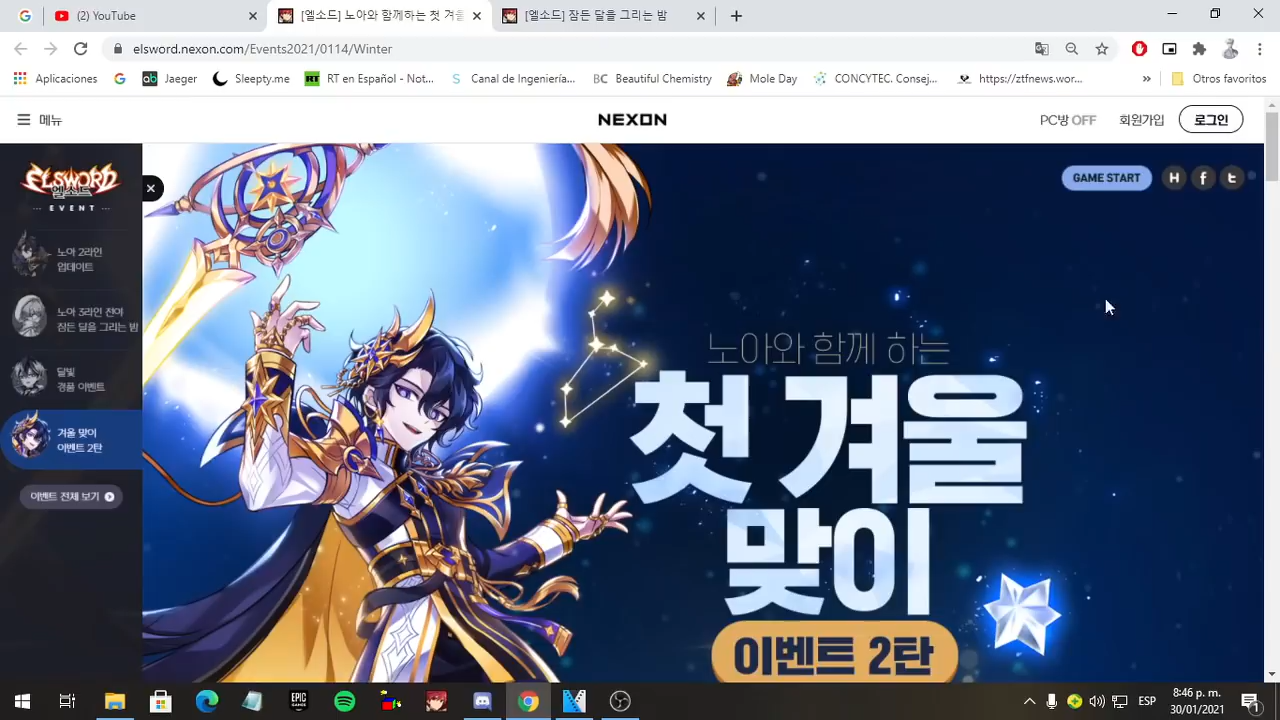 (2) YouTube
[엘소드] 노아와 함께하는 첫 겨울
[엘소드] 잠든 달을 그리는 밤
elsword.nexon.com/Events2021/0114/Winter
Aplicaciones
Jaeger
Sleepty.me:
RT en Español - Not...
Canal de Ingeniería...
BC Beautiful Chemistry
Mole Day
CONCYTEC. Consej...
https://ztfnews.wor...
» Otros favoritos
메뉴
NEXON
PC방 OFF
회원가입
로그인
ELSWORD
엘소드
EVENT
노아 2라인
업데이트
노아 3라인 전이
잠든 달을 그리는 밤
달빛
경품 이벤트
겨울 맞이
이벤트 2탄
이벤트 전체 보기
GAME START
H f t
노아와 함께 하는
첫 겨울
맞이
이벤트 2탄
EPIC
GAMES
ESP
8:46 p. m.
30/01/2021
1